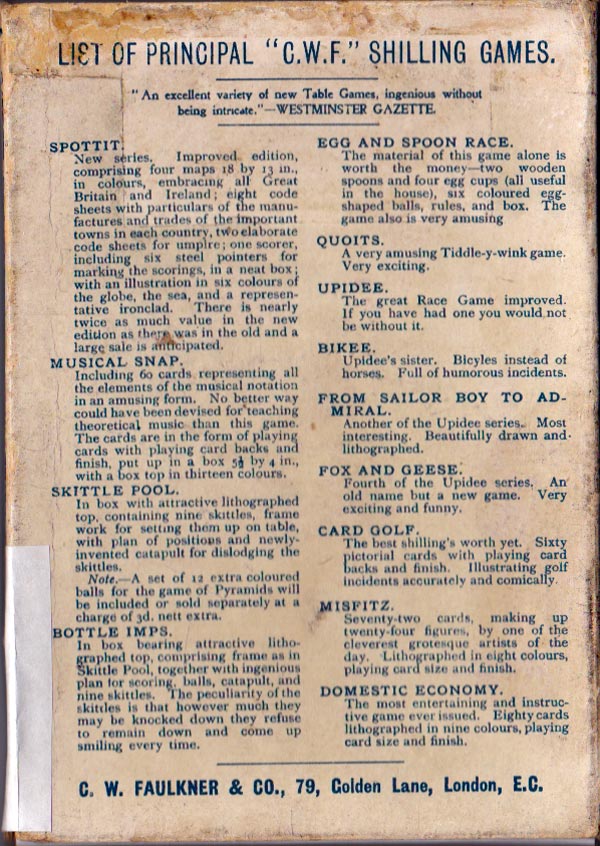 LIST OF PRINCIPAL "C.W.F." SHILLING GAMES.
"An excellent variety of new Table Games, ingenious without
being intricate."—WESTMINSTER GAZETTE.
SPOTTIT.
New series. Improved edition,
comprising four maps 18 by 13 in.,
in colours, embracing all Great
Britain and Ireland; eight code
sheets with particulars of the manu-
factures and trades of the important
towns in each country, two elaborate
code sheets for umpire; one scorer,
including six steel pointers for
marking the scorings, in a neat box;
with an illustration in six colours of
the globe, the sea, and a represen-
tative ironclad. There is nearly
twice as much value in the new
edition as there was in the old and a
large sale is anticipated.
MUSICAL SNAP.
Including 60 cards representing all
the elements of the musical notation
in an amusing form. No better way
could have been devised for teaching
theoretical music than this game.
The cards are in the form of playing
cards with playing card backs and
finish, put up in a box 5½ by 4 in.,
with a box top in thirteen colours.
SKITTLE POOL.
In box with attractive lithographed
top, containing nine skittles, frame
work for setting them up on table,
with plan of positions and newly-
invented catapult for dislodging the
skittles.
Note.—A set of 12 extra coloured
balls for the game of Pyramids will
be included or sold separately at a
charge of 3d. nett extra.
BOTTLE IMPS.
In box bearing attractive litho-
graphed top, comprising frame as in
Skittle Pool, together with ingenious
plan for scoring, balls, catapult, and
nine skittles. The peculiarity of the
skittles is that however much they
may be knocked down they refuse
to remain down and come up
smiling every time.
EGG AND SPOON RACE.
The material of this game alone is
worth the money—two wooden
spoons and four egg cups (all useful
in the house), six coloured egg-
shaped balls, rules, and box. The
game also is very amusing
QUOITS.
A very amusing Tiddle-y-wink game.
Very exciting.
UPIDEE.
The great Race Game improved.
If you have had one you would not
be without it.
BIKEE.
Upidee's sister. Bicyles instead of
horses. Full of humorous incidents.
FROM SAILOR BOY TO AD-
MIRAL.
Another of the Upidee series. Most
interesting. Beautifully drawn and
lithographed.
FOX AND GEESE.
Fourth of the Upidee series. An
old name but a new game. Very
exciting and funny.
CARD GOLF.
The best shilling's worth yet. Sixty
pictorial cards with playing card
backs and finish. Illustrating golf
incidents accurately and comically.
MISFITZ.
Seventy-two cards, making up
twenty-four figures, by one of the
cleverest grotesque artists of the
day. Lithographed in eight colours,
playing card size and finish.
DOMESTIC ECONOMY.
The most entertaining and instruc-
tive game ever issued. Eighty cards
lithographed in nine colours, playing
card size and finish.
C. W. FAULKNER & CO., 79, Golden Lane, London, E.C.